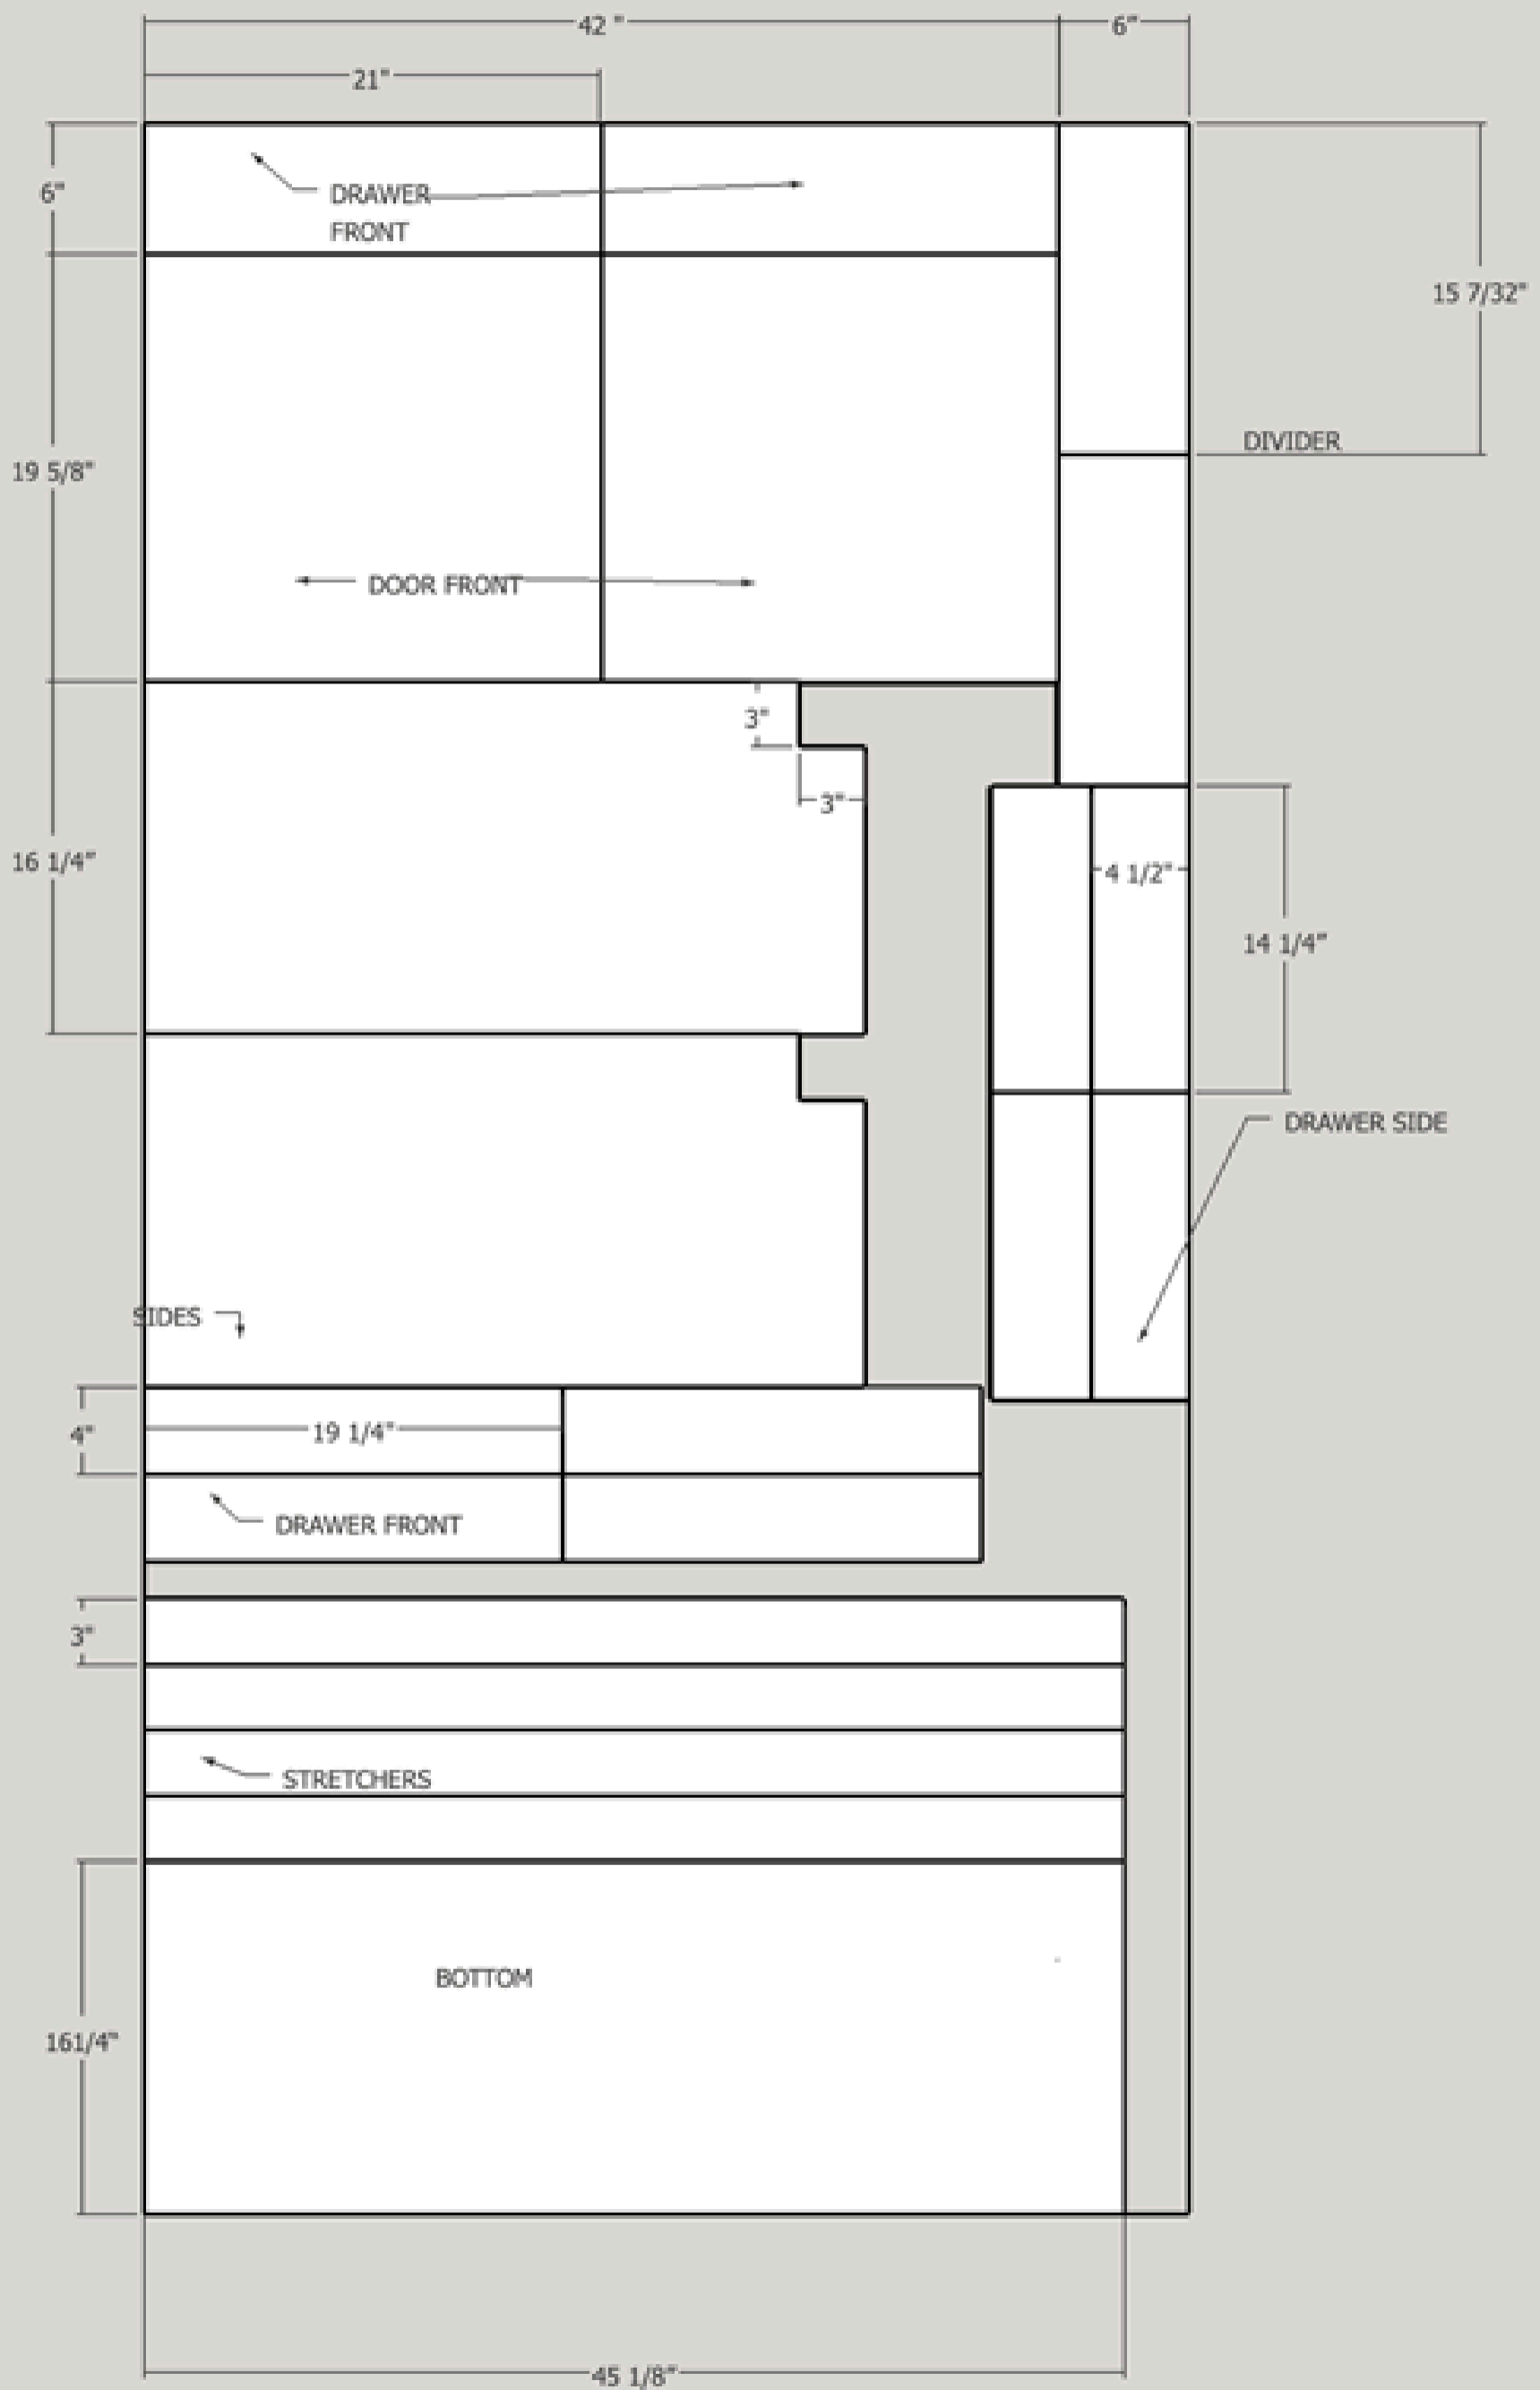 42 "
6"
21"
6"
DRAWER
FRONT
15 7/32"
DIVIDER
19 5/8"
DOOR FRONT
3"
3"
16 1/4"
4 1/2"
14 1/4"
DRAWER SIDE
SIDES
4"
19 1/4"
DRAWER FRONT
3"
STRETCHERS
BOTTOM
161/4"
45 1/8"